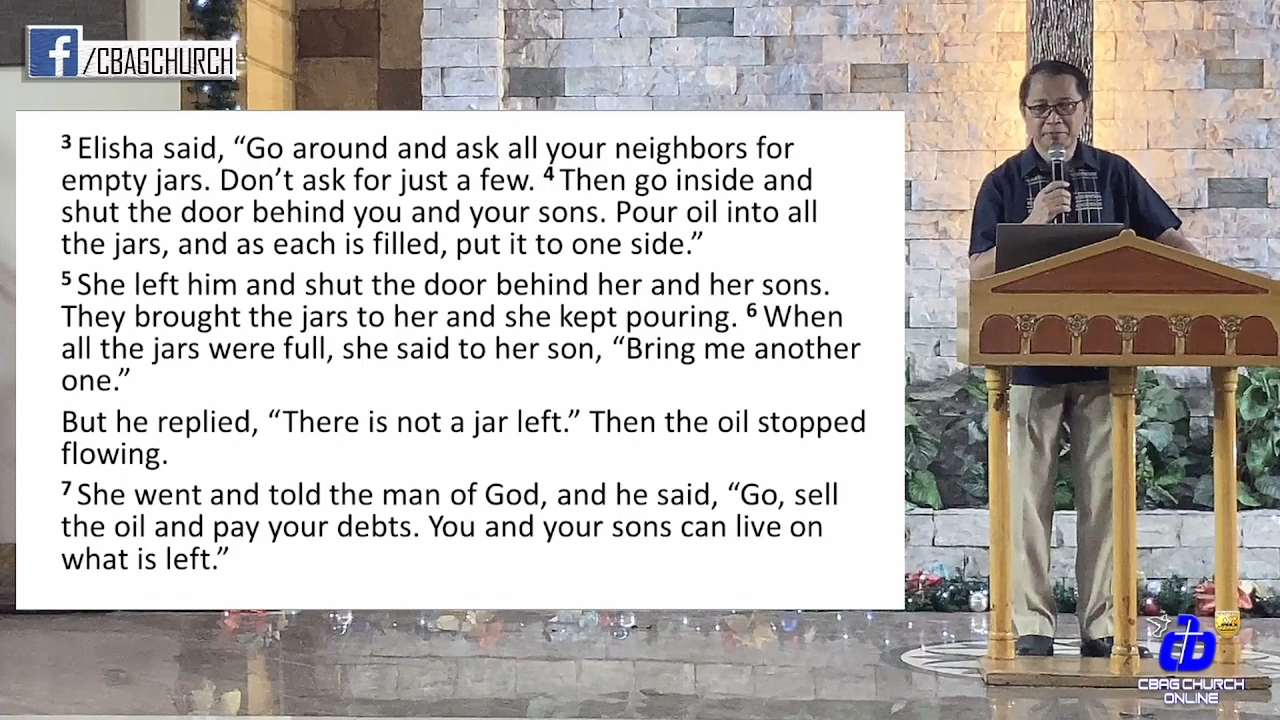 f/CBAGCHURCH
³ Elisha said, “Go around and ask all your neighbors for
empty jars. Don’t ask for just a few. ⁴ Then go inside and
shut the door behind you and your sons. Pour oil into all
the jars, and as each is filled, put it to one side.”
⁵ She left him and shut the door behind her and her sons.
They brought the jars to her and she kept pouring. ⁶ When
all the jars were full, she said to her son, “Bring me another
one.”
But he replied, “There is not a jar left.” Then the oil stopped
flowing.
⁷ She went and told the man of God, and he said, “Go, sell
the oil and pay your debts. You and your sons can live on
what is left.”
cb
CBAG CHURCH
ONLINE